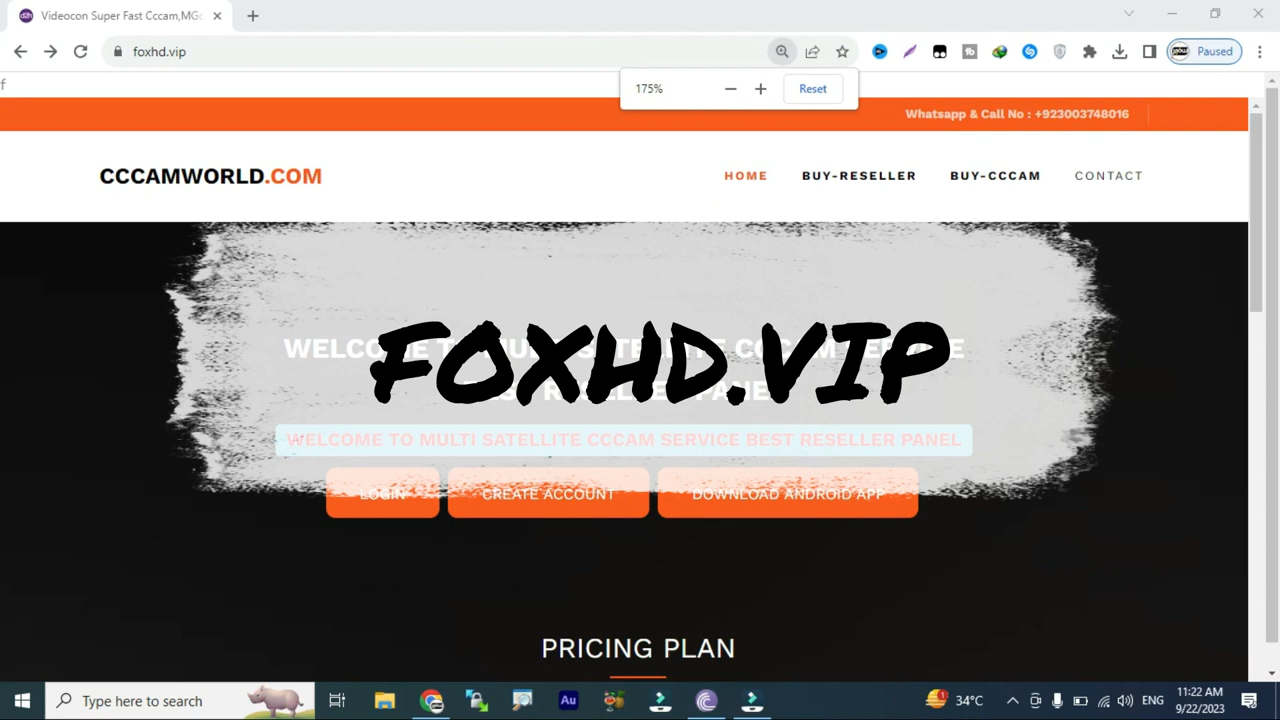 Videocon Super Fast Cccam,MGc
foxhd.vip
Paused
f
175%
Reset
Whatsapp & Call No : +923003748016
CCCAMWORLD.COM
HOME BUY-RESELLER BUY-CCCAM CONTACT
FOXHD.VIP
WELCOME TO MULTI SATELLITE CCCAM SERVICE
BEST RESELLER PANEL
WELCOME TO MULTI SATELLITE CCCAM SERVICE BEST RESELLER PANEL
LOGIN CREATE ACCOUNT DOWNLOAD ANDROID APP
PRICING PLAN
Type here to search
Au
34°C
ENG
11:22 AM
9/22/2023